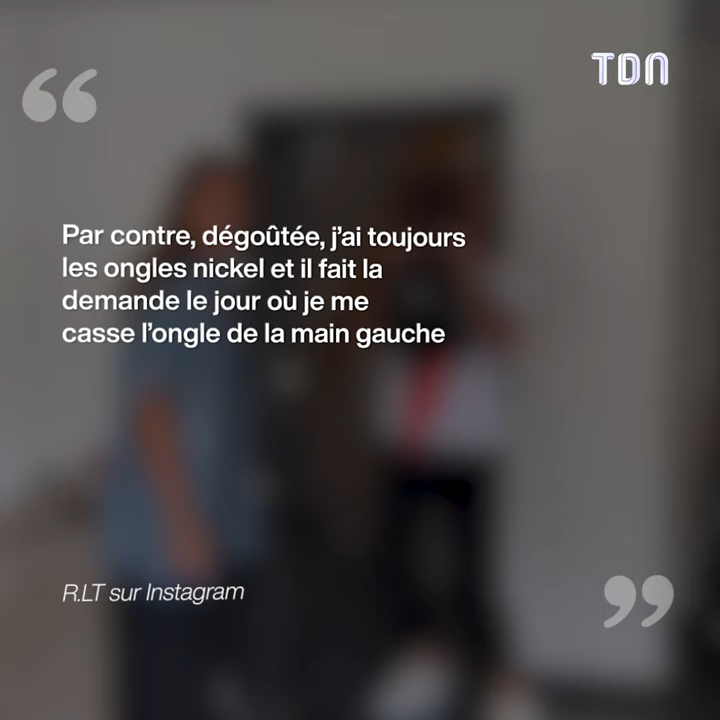 TDN
Par contre, dégoûtée, j’ai toujours
les ongles nickel et il fait la
demande le jour où je me
casse l’ongle de la main gauche
R.LT sur Instagram